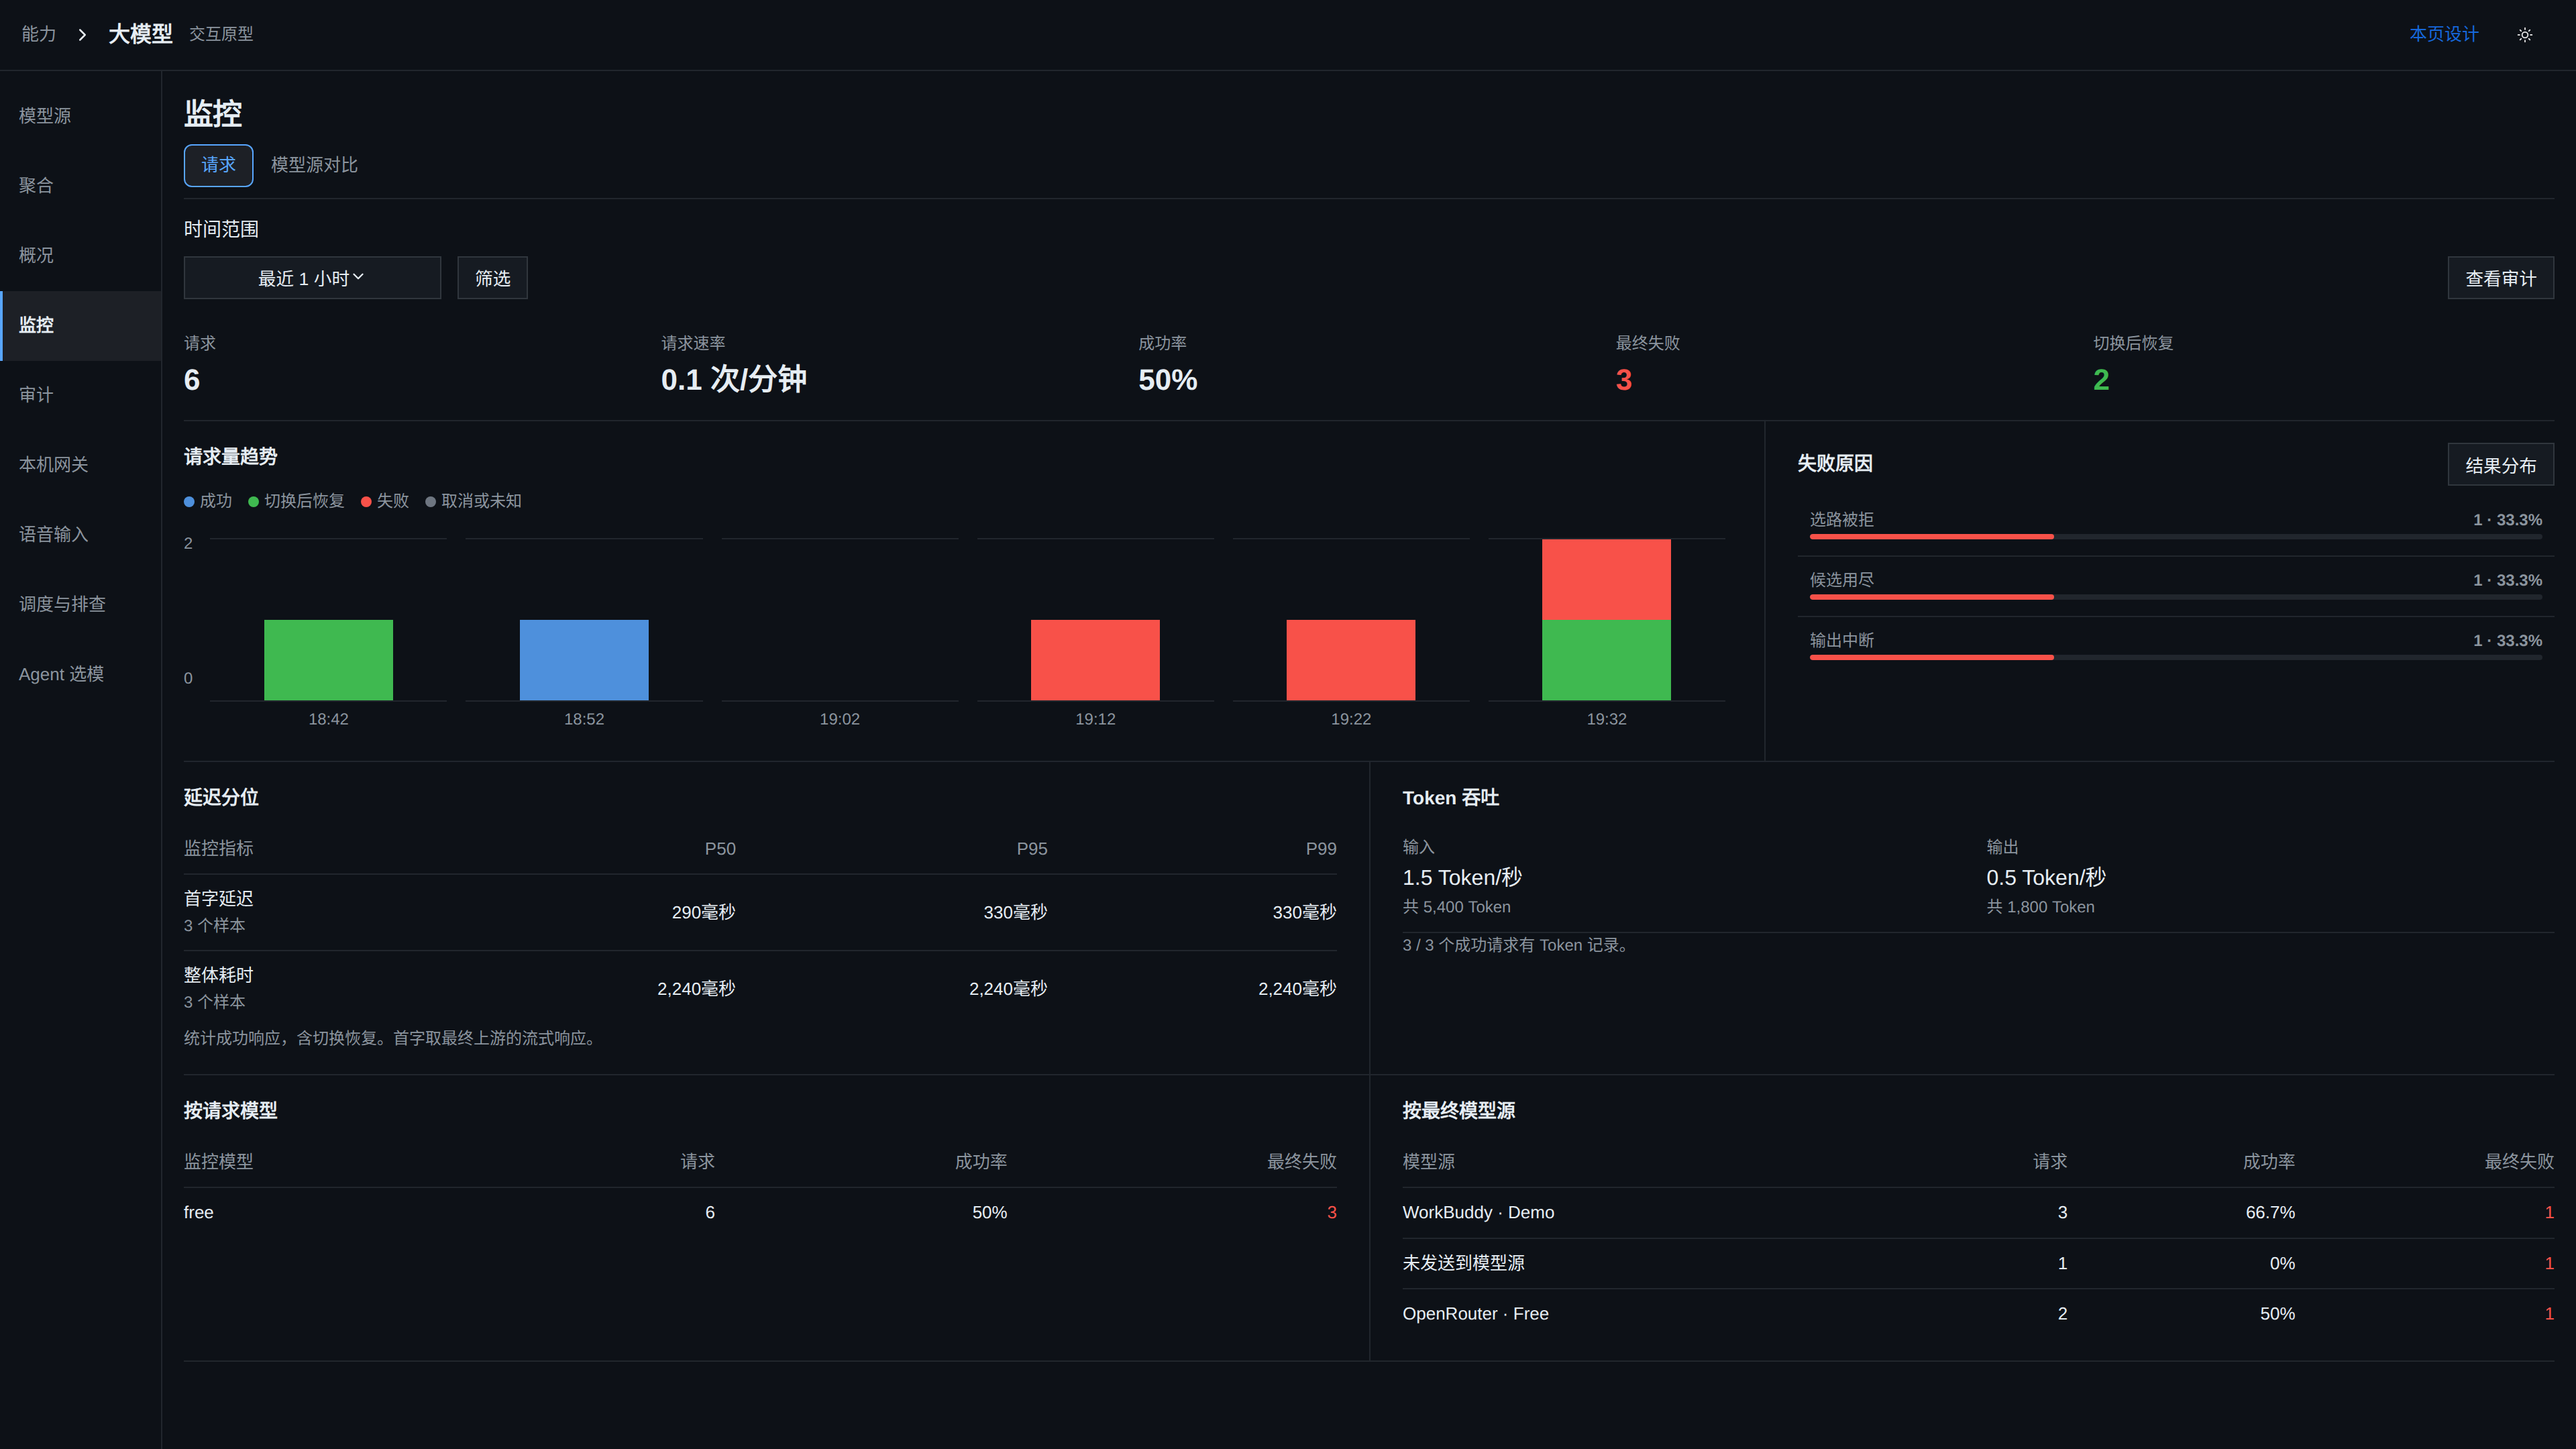 能力 大模型 交互原型 本页设计
模型源
聚合
概况
监控
审计
本机网关
语音输入
调度与排查
Agent 选模
监控
请求 模型源对比
时间范围
最近 1 小时 筛选 查看审计
请求 请求速率 成功率 最终失败 切换后恢复
6 0.1 次/分钟 50% 3 2
请求量趋势
成功 切换后恢复 失败 取消或未知
2
0
18:42 18:52 19:02 19:12 19:22 19:32
失败原因 结果分布
选路被拒 1 · 33.3%
候选用尽 1 · 33.3%
输出中断 1 · 33.3%
延迟分位
监控指标 P50 P95 P99
首字延迟
3 个样本
290毫秒 330毫秒 330毫秒
整体耗时
3 个样本
2,240毫秒 2,240毫秒 2,240毫秒
统计成功响应，含切换恢复。首字取最终上游的流式响应。
Token 吞吐
输入 输出
1.5 Token/秒 0.5 Token/秒
共 5,400 Token 共 1,800 Token
3 / 3 个成功请求有 Token 记录。
按请求模型
监控模型 请求 成功率 最终失败
free 6 50% 3
按最终模型源
模型源 请求 成功率 最终失败
WorkBuddy · Demo 3 66.7% 1
未发送到模型源 1 0% 1
OpenRouter · Free 2 50% 1